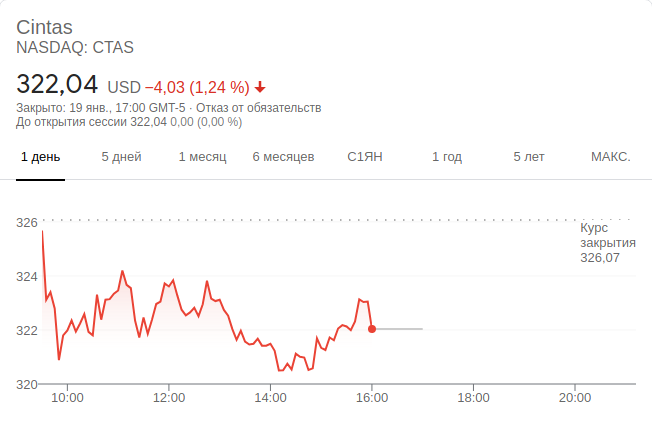 Cintas
NASDAQ: CTAS
322,04 USD −4,03 (1,24 %)
Закрыто: 19 янв., 17:00 GMT-5 · Отказ от обязательств
До открытия сессии 322,04 0,00 (0,00 %)
1 день 5 дней 1 месяц 6 месяцев С1ЯН 1 год 5 лет МАКС.
326
Курс
закрытия
326,07
324
322
320
10:00 12:00 14:00 16:00 18:00 20:00